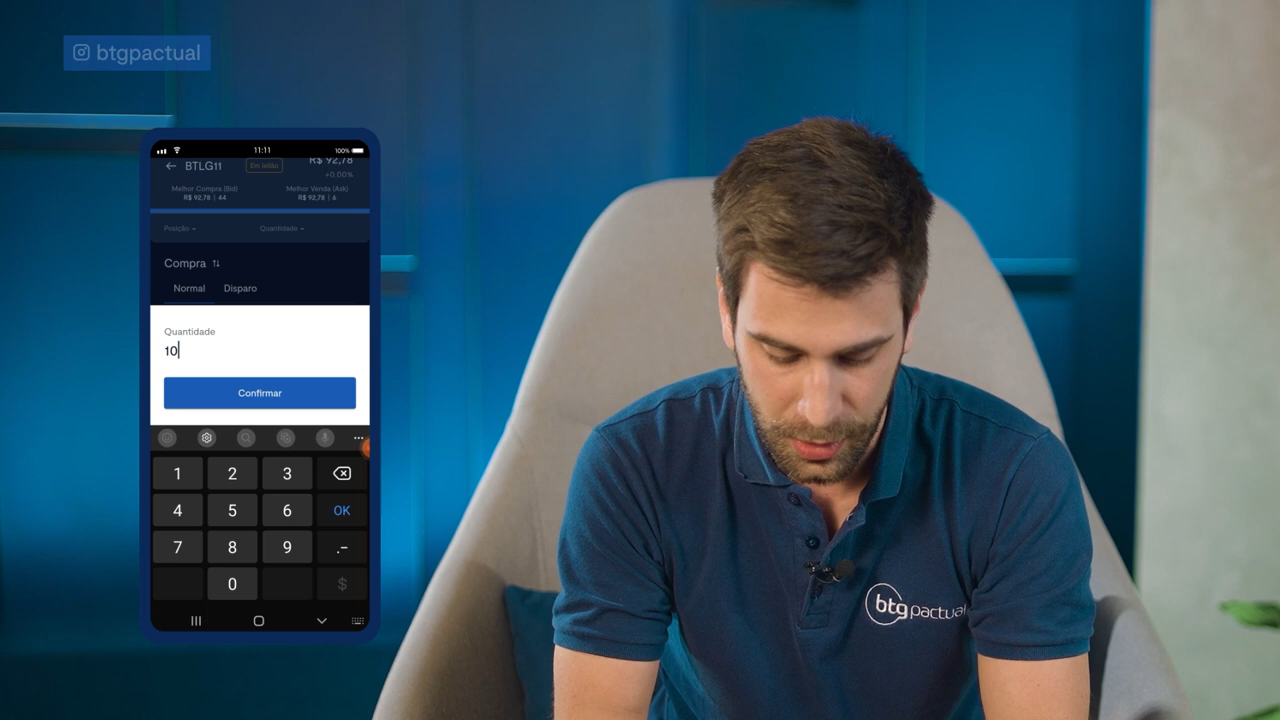 btgpactual
11:11
100%
BTLG11
Em leilão
R$ 92,78
+0.00%
Melhor Compra (Bid)
R$ 92,78 | 44
Melhor Venda (Ask)
R$ 92,78 | 6
Posição
Quantidade
Compra
Normal
Disparo
Quantidade
10
Confirmar
1 2 3
4 5 6 OK
7 8 9 .-
0 $
btgpactual